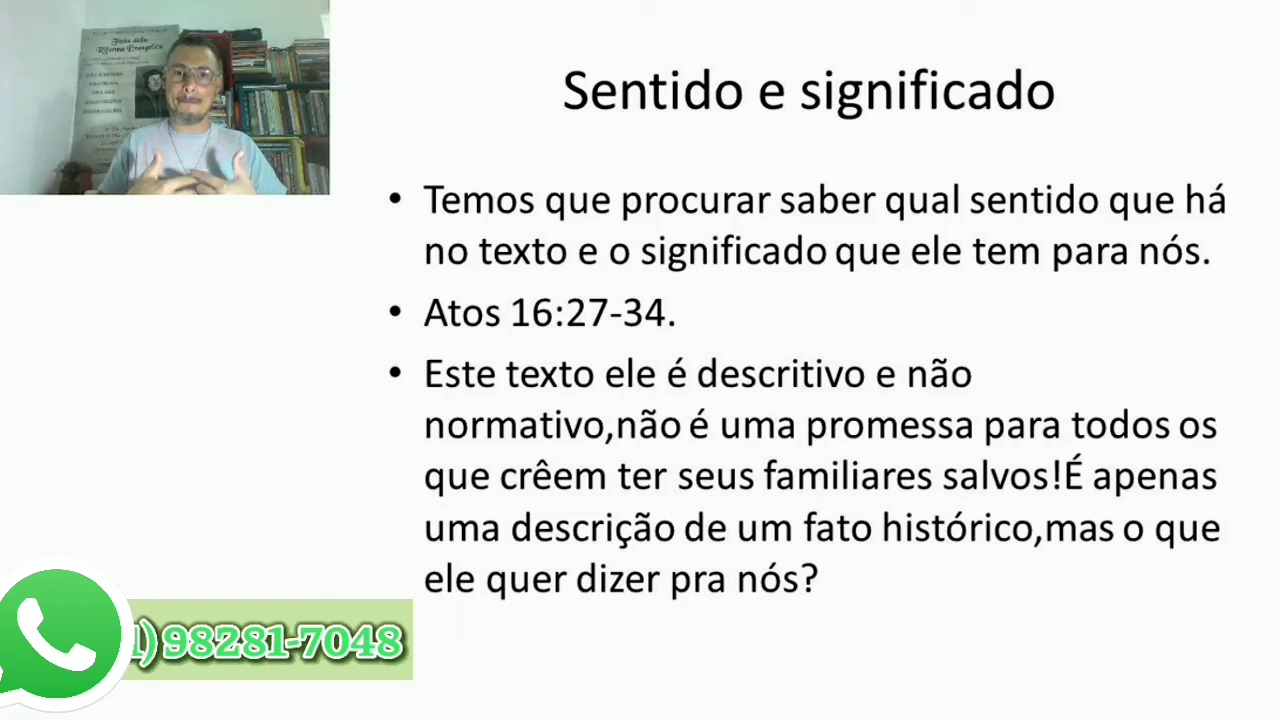 Sentido e significado
• Temos que procurar saber qual sentido que há
no texto e o significado que ele tem para nós.
• Atos 16:27-34.
• Este texto ele é descritivo e não
normativo,não é uma promessa para todos os
que crêem ter seus familiares salvos!É apenas
uma descrição de um fato histórico,mas o que
ele quer dizer pra nós?
1) 98281-7048